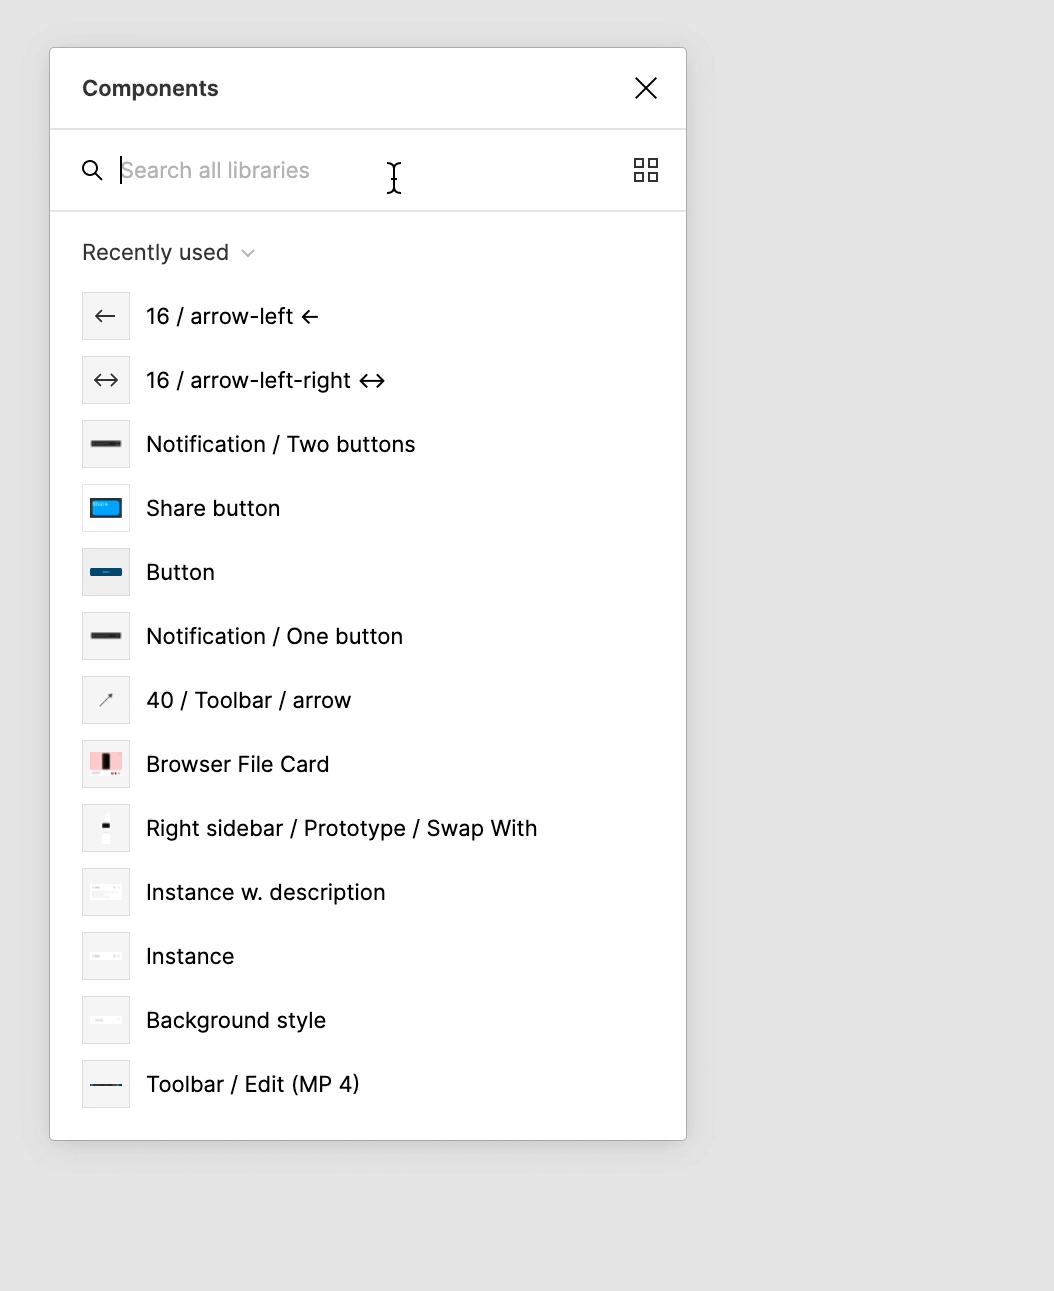 Components
Search all libraries
Recently used
16 / arrow-left ←
16 / arrow-left-right ↔
Notification / Two buttons
Share button
Button
Notification / One button
40 / Toolbar / arrow
Browser File Card
Right sidebar / Prototype / Swap With
Instance w. description
Instance
Background style
Toolbar / Edit (MP 4)